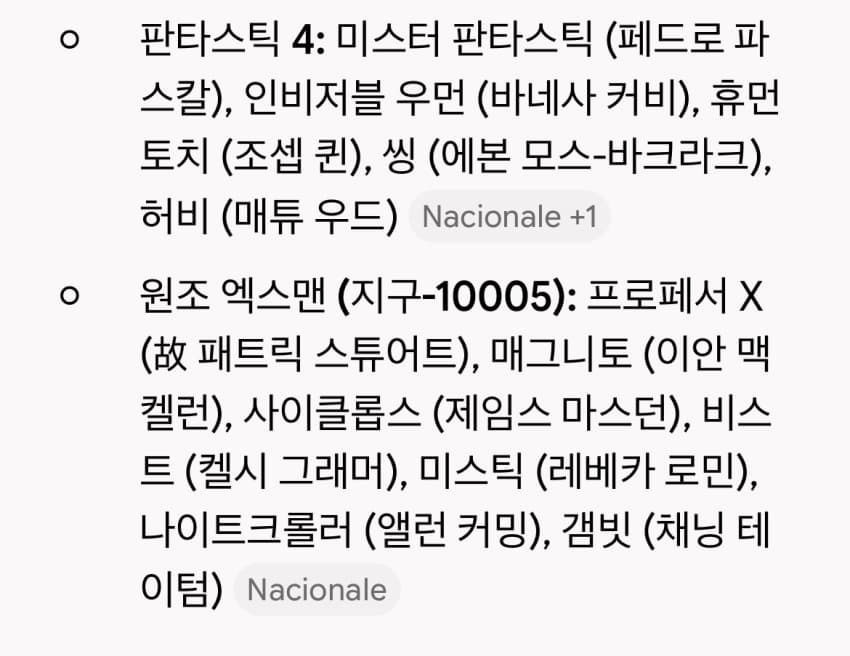 판타스틱 4: 미스터 판타스틱 (페드로 파
스칼), 인비저블 우먼 (바네사 커비), 휴먼
토치 (조셉 퀸), 씽 (에본 모스-바크라크),
허비 (매튜 우드) Nacionale +1
원조 엑스맨 (지구-10005): 프로페서 X
(故 패트릭 스튜어트), 매그니토 (이안 맥
켈런), 사이클롭스 (제임스 마스던), 비스
트 (켈시 그래머), 미스틱 (레베카 로민),
나이트크롤러 (앨런 커밍), 갬빗 (채닝 테
이텀) Nacionale